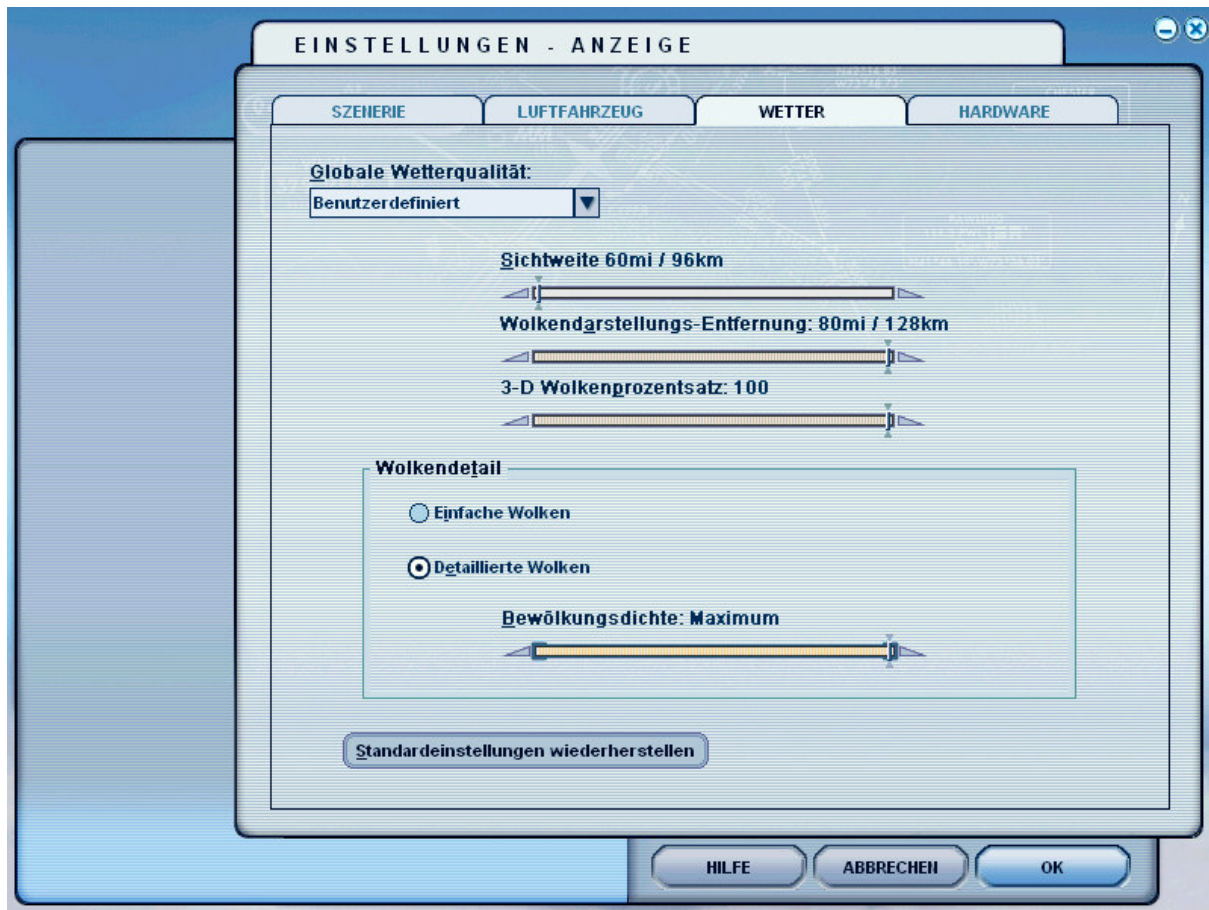 EINSTELLUNGEN - ANZEIGE
SZENERIE
LUFTFAHRZEUG
WETTER
HARDWARE
Globale Wetterqualität:
Benutzerdefiniert
Sichtweite 60mi / 96km
Wolkendarstellungs-Entfernung: 80mi / 128km
3-D Wolkenprozentsatz: 100
Wolkendetail
Einfache Wolken
Detaillierte Wolken
Bewölkungsdichte: Maximum
Standardeinstellungen wiederherstellen
HILFE
ABBRECHEN
OK